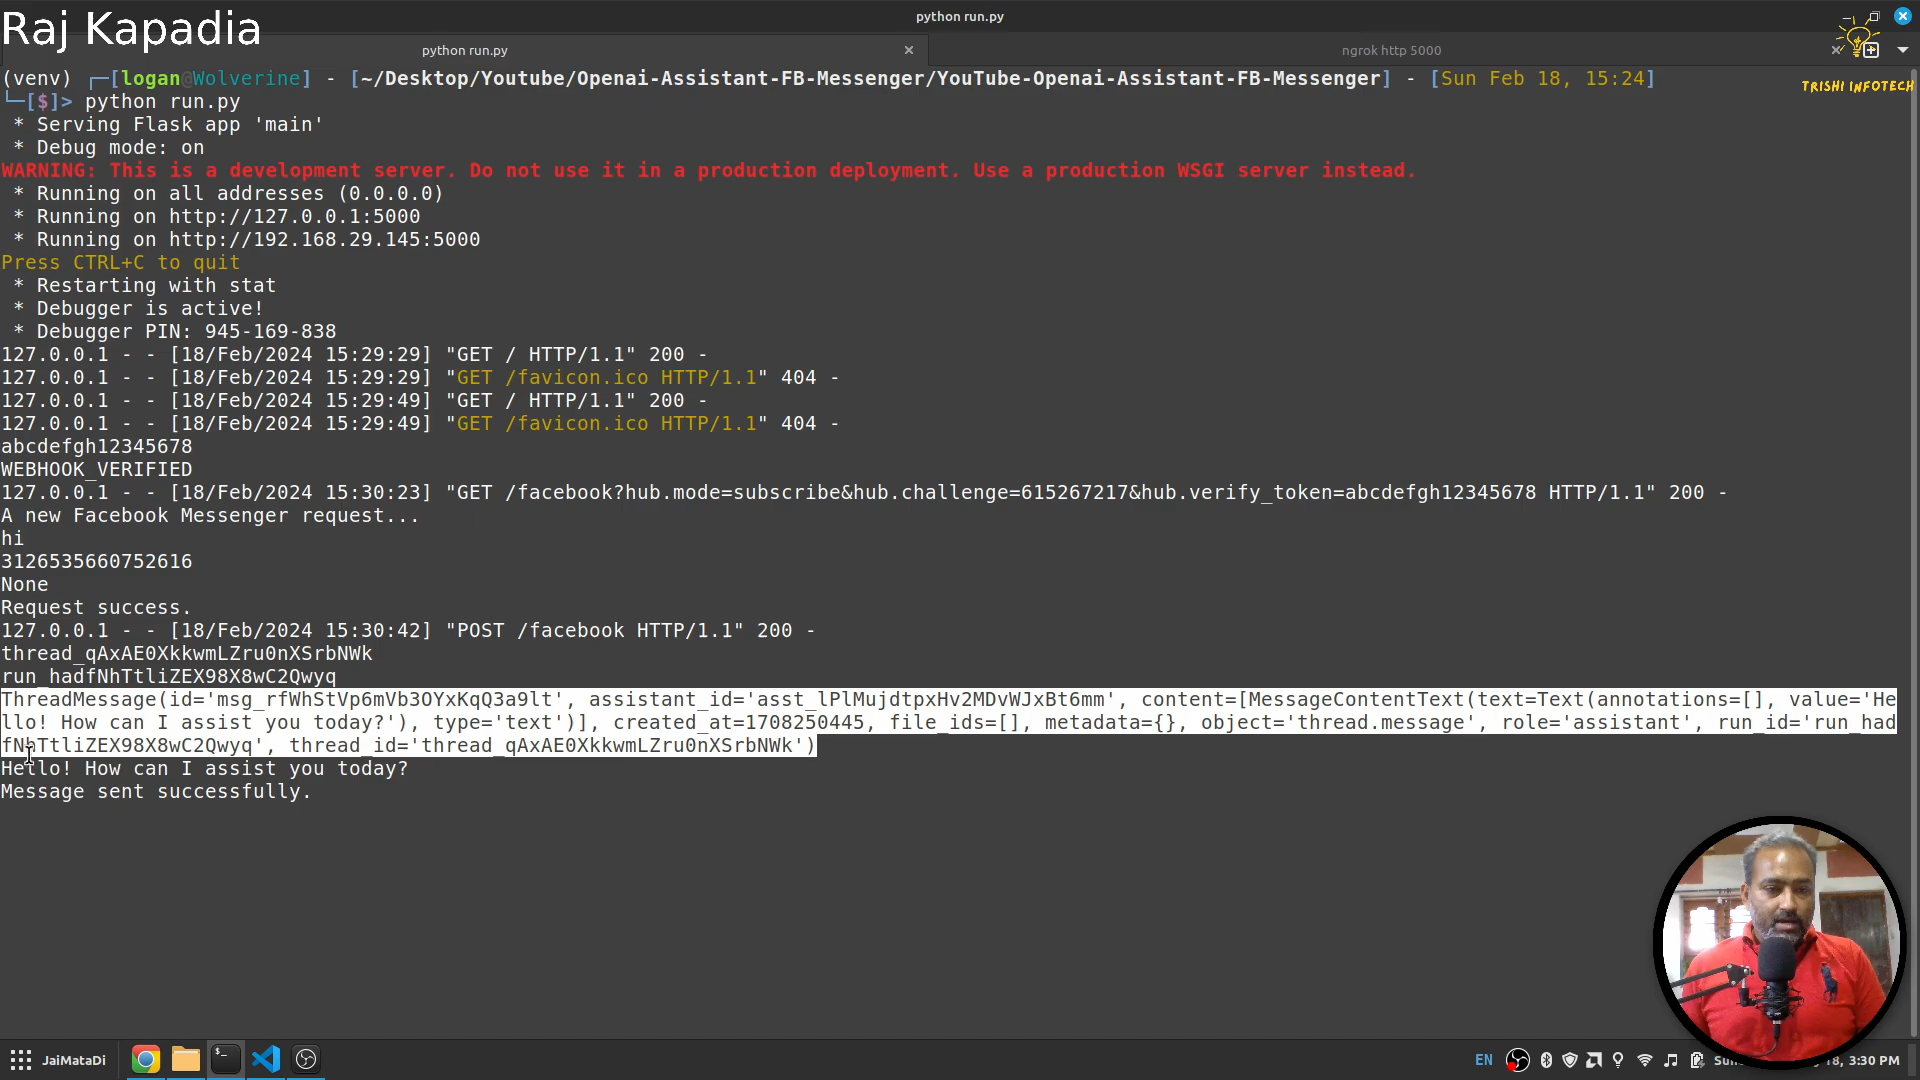 python run.py
Raj Kapadia
python run.py
ngrok http 5000
(venv) ┌─[logan@Wolverine] - [~/Desktop/Youtube/Openai-Assistant-FB-Messenger/YouTube-Openai-Assistant-FB-Messenger] - [Sun Feb 18, 15:24]
TRISHI INFOTECH
└─[$]> python run.py
* Serving Flask app 'main'
* Debug mode: on
WARNING: This is a development server. Do not use it in a production deployment. Use a production WSGI server instead.
* Running on all addresses (0.0.0.0)
* Running on http://127.0.0.1:5000
* Running on http://192.168.29.145:5000
Press CTRL+C to quit
* Restarting with stat
* Debugger is active!
* Debugger PIN: 945-169-838
127.0.0.1 - - [18/Feb/2024 15:29:29] "GET / HTTP/1.1" 200 -
127.0.0.1 - - [18/Feb/2024 15:29:29] "GET /favicon.ico HTTP/1.1" 404 -
127.0.0.1 - - [18/Feb/2024 15:29:49] "GET / HTTP/1.1" 200 -
127.0.0.1 - - [18/Feb/2024 15:29:49] "GET /favicon.ico HTTP/1.1" 404 -
abcdefgh12345678
WEBHOOK_VERIFIED
127.0.0.1 - - [18/Feb/2024 15:30:23] "GET /facebook?hub.mode=subscribe&hub.challenge=615267217&hub.verify_token=abcdefgh12345678 HTTP/1.1" 200 -
A new Facebook Messenger request...
hi
3126535660752616
None
Request success.
127.0.0.1 - - [18/Feb/2024 15:30:42] "POST /facebook HTTP/1.1" 200 -
thread_qAxAE0XkkwmLZru0nXSrbNWk
run_hadfNhTtliZEX98X8wC2Qwyq
ThreadMessage(id='msg_rfWhStVp6mVb3OYxKqQ3a9lt', assistant_id='asst_lPlMujdtpxHv2MDvWJxBt6mm', content=[MessageContentText(text=Text(annotations=[], value='He
llo! How can I assist you today?'), type='text')], created_at=1708250445, file_ids=[], metadata={}, object='thread.message', role='assistant', run_id='run_had
fNhTtliZEX98X8wC2Qwyq', thread_id='thread_qAxAE0XkkwmLZru0nXSrbNWk')
Hello! How can I assist you today?
Message sent successfully.
JaiMataDi
EN
18, 3:30 PM